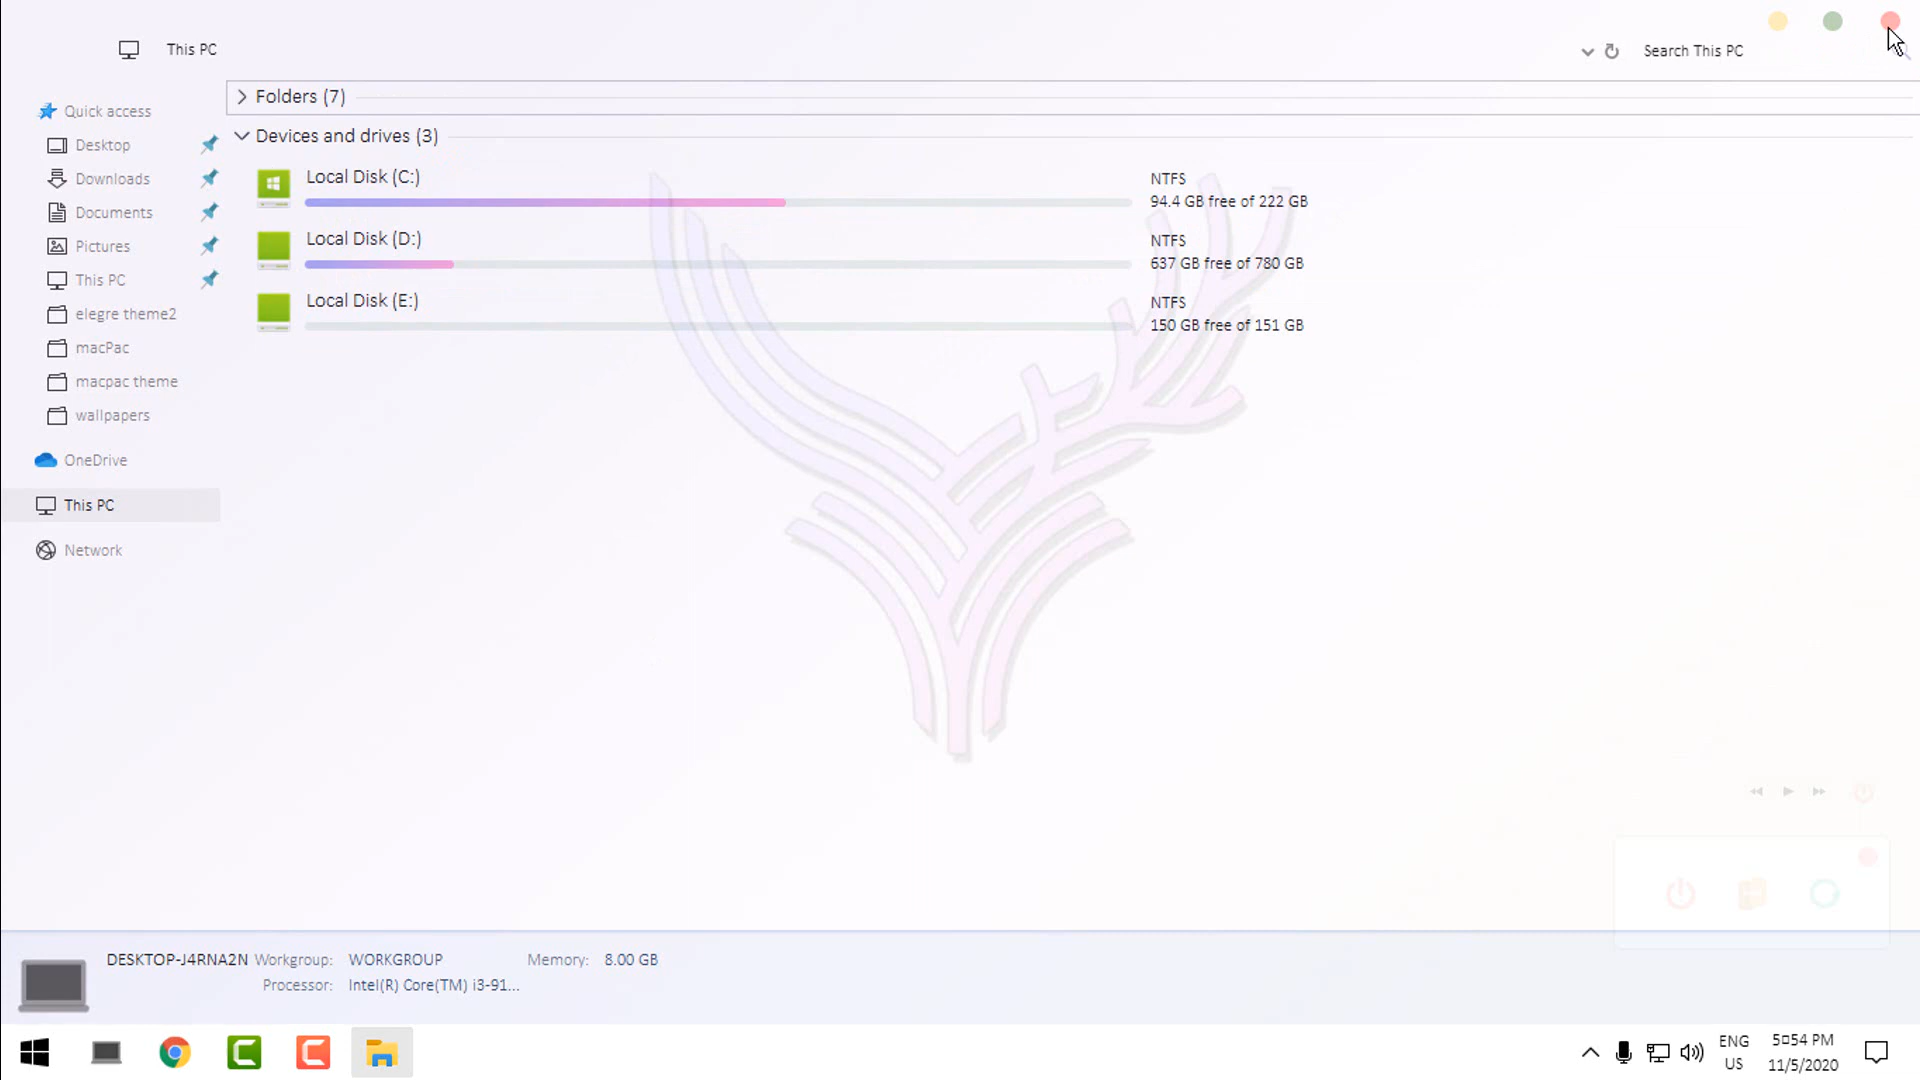 This PC
Search This PC
Quick access
Desktop
Downloads
Documents
Pictures
This PC
elegre theme2
macPac
macpac theme
wallpapers
OneDrive
This PC
Network
Folders (7)
Devices and drives (3)
Local Disk (C:)
NTFS
94.4 GB free of 222 GB
Local Disk (D:)
NTFS
637 GB free of 780 GB
Local Disk (E:)
NTFS
150 GB free of 151 GB
DESKTOP-J4RNA2N Workgroup: WORKGROUP Memory: 8.00 GB
Processor: Intel(R) Core(TM) i3-91...
ENG
US
5□54 PM
11/5/2020